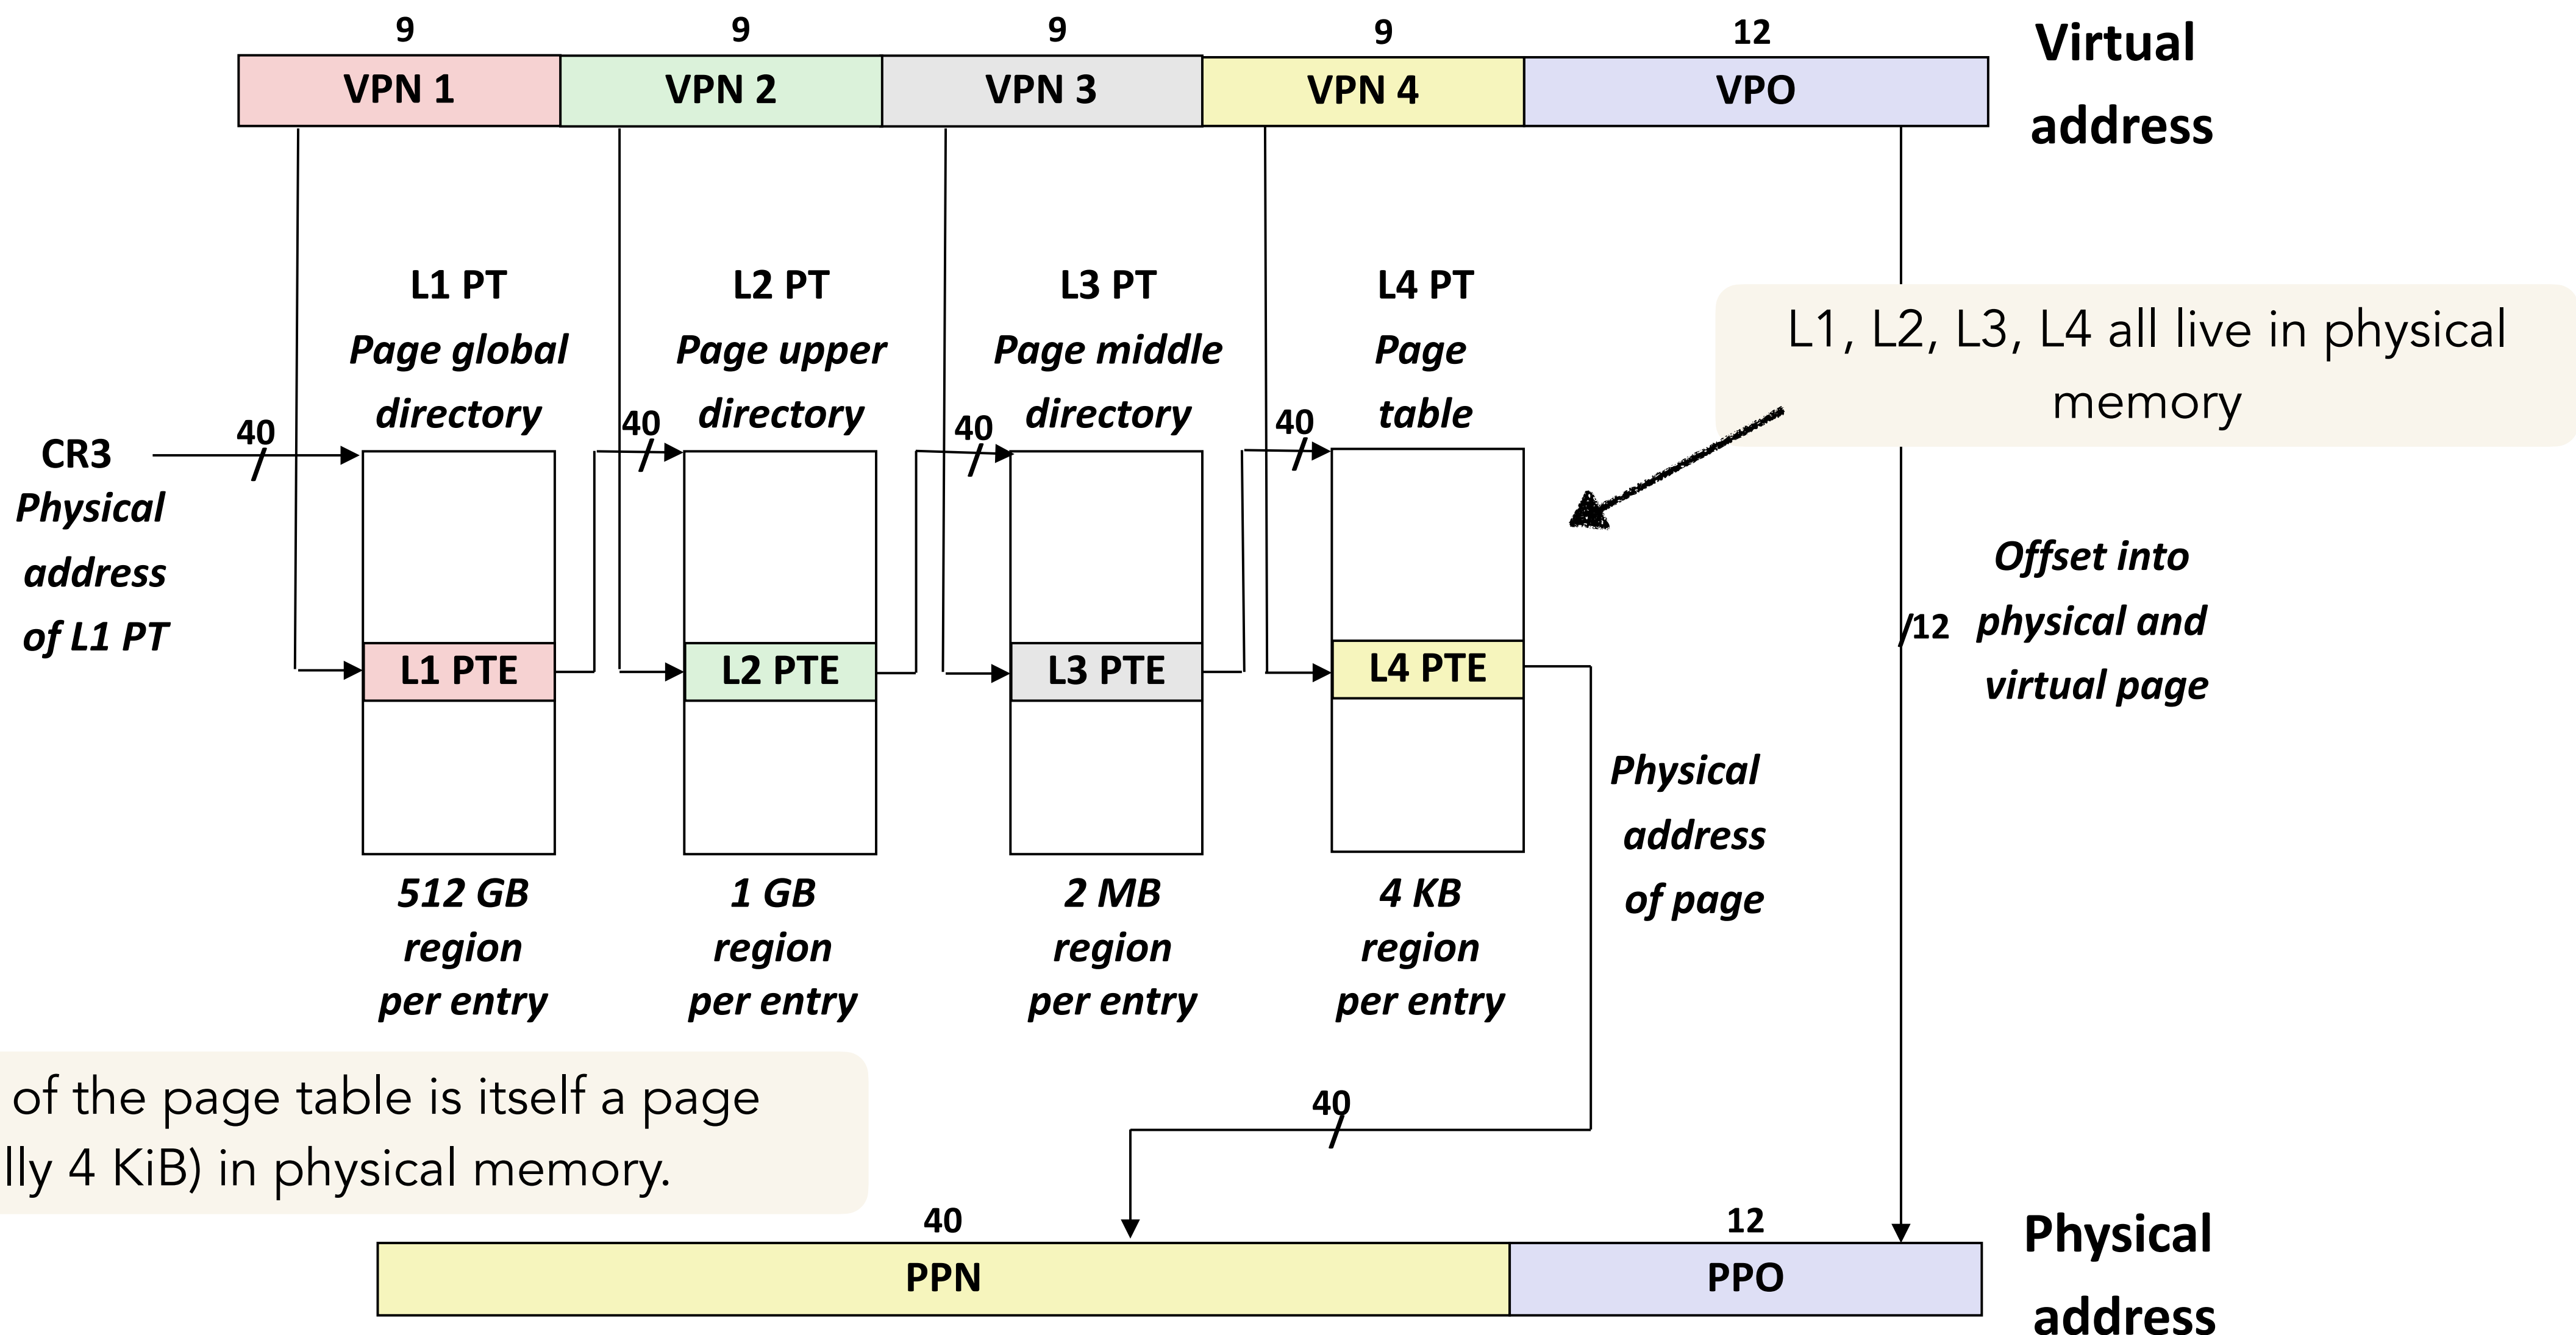 9
9
9
9
12
VPN 1
VPN 2
VPN 3
VPN 4
VPO
Virtual
address
L1 PT
Page global
directory
L2 PT
Page upper
directory
L3 PT
Page middle
directory
L4 PT
Page
table
L1, L2, L3, L4 all live in physical
memory
CR3
Physical
address
of L1 PT
40
40
40
40
L1 PTE
L2 PTE
L3 PTE
L4 PTE
/12
Offset into
physical and
virtual page
512 GB
region
per entry
1 GB
region
per entry
2 MB
region
per entry
4 KB
region
per entry
Physical
address
of page
of the page table is itself a page
lly 4 KiB) in physical memory.
40
40
12
PPN
PPO
Physical
address